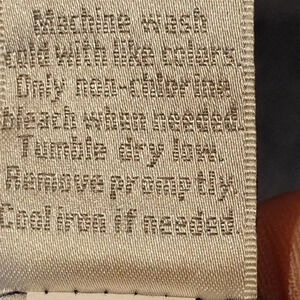 Machine wash
cold with like colors.
Only non-chlorine
bleach when needed.
Tumble dry low.
Remove promptly.
Cool iron if needed.